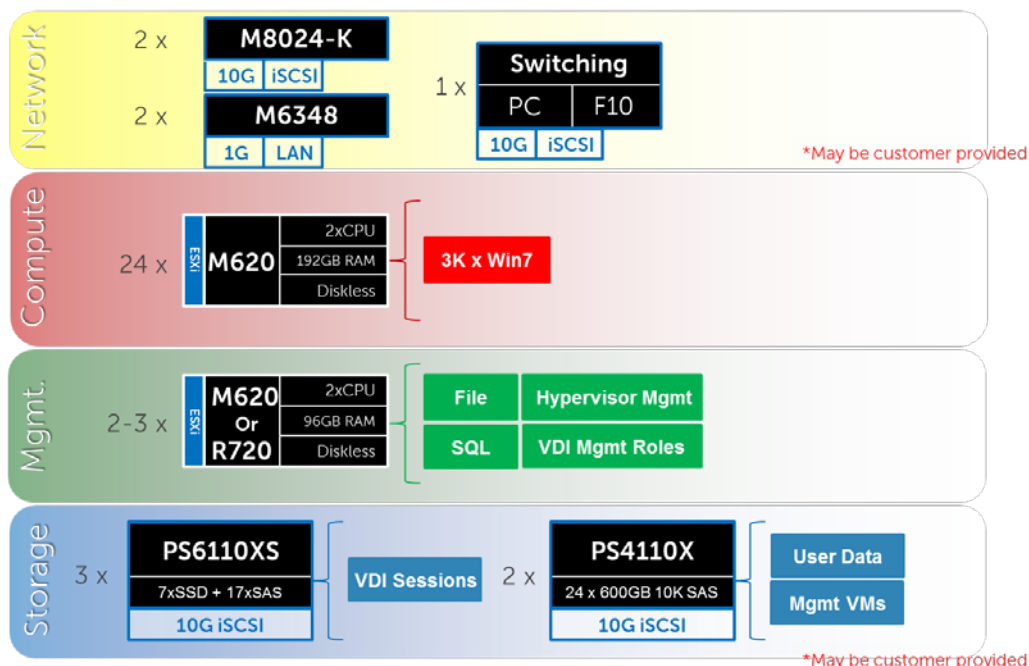 Network
2 x
M8024-K
10G iSCSI
2 x
M6348
1G LAN
1 x
Switching
PC F10
10G iSCSI
*May be customer provided
Compute
24 x
ESXi
M620
2xCPU
192GB RAM
Diskless
3K x Win7
Mgmt.
2-3 x
ESXi
M620
Or
R720
2xCPU
96GB RAM
Diskless
File
Hypervisor Mgmt
SQL
VDI Mgmt Roles
Storage
3 x
PS6110XS
7xSSD + 17xSAS
10G iSCSI
VDI Sessions
2 x
PS4110X
24 x 600GB 10K SAS
10G iSCSI
User Data
Mgmt VMs
*May be customer provided